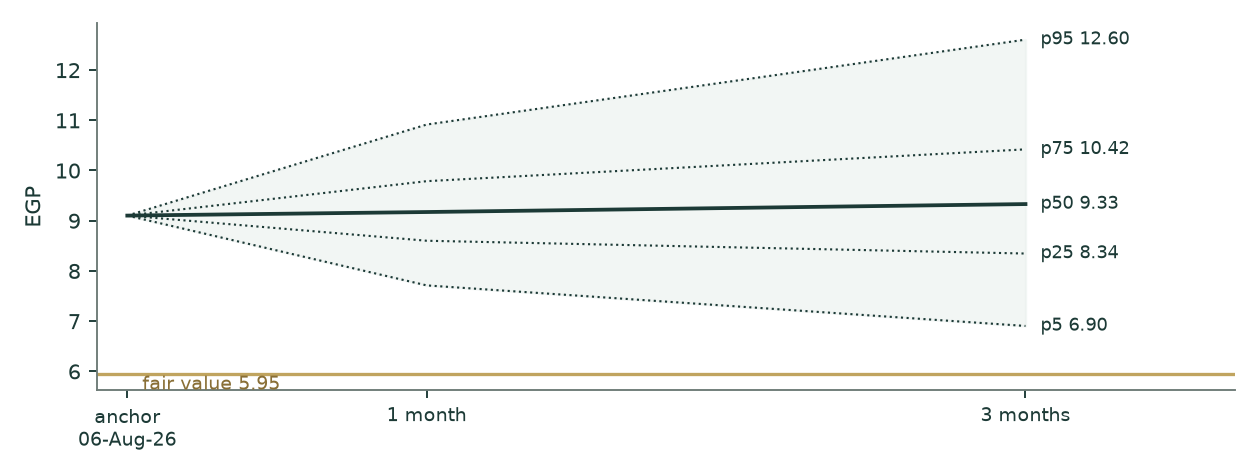 12
11
10
9
8
7
6
EGP
p95 12.60
p75 10.42
p50 9.33
p25 8.34
p5 6.90
fair value 5.95
anchor
06-Aug-26
1 month
3 months